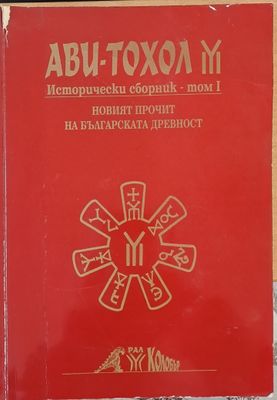 АВИ-ТОХОЛ
Исторически сборник - том I
НОВИЯТ ПРОЧИТ
НА БЪЛГАРСКАТА ДРЕВНОСТ
РАЛ
КОЛОБЪР